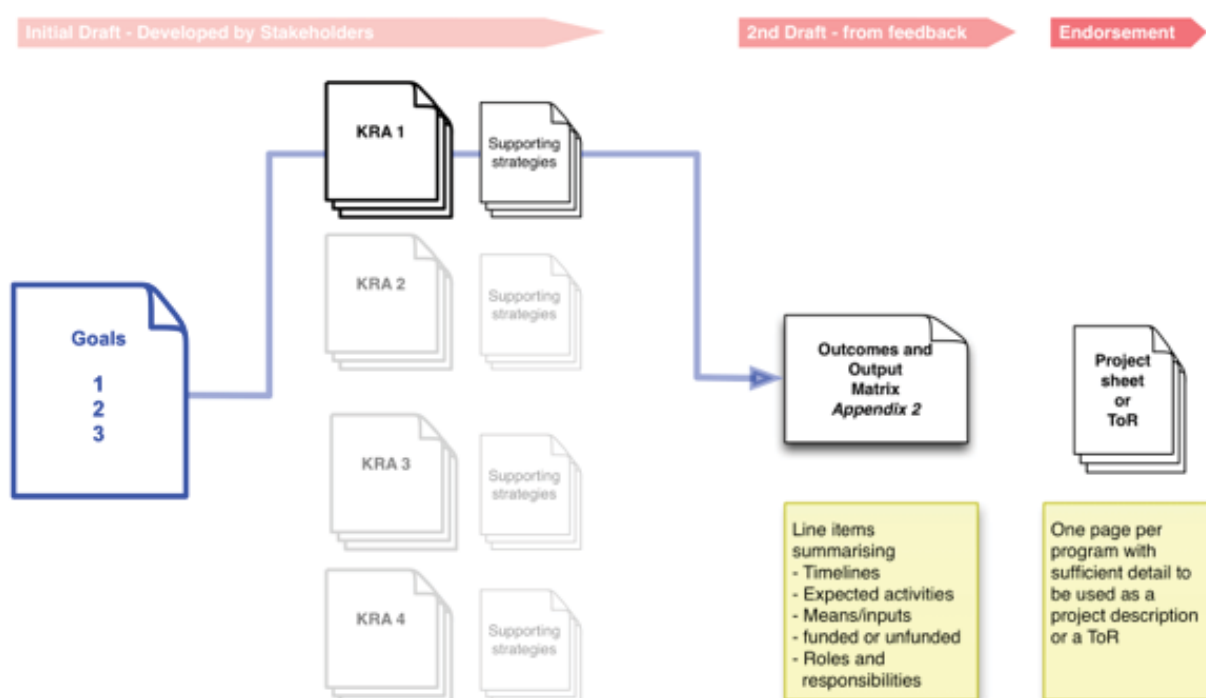 Initial Draft - Developed by Stakeholders
2nd Draft - from feedback
Endorsement
KRA 1
Supporting
strategies
KRA 2
Supporting
strategies
Goals
1
2
3
Outcomes and
Output
Matrix
Appendix 2
Project
sheet
or
ToR
KRA 3
Supporting
strategies
KRA 4
Supporting
strategies
Line items
summarising
- Timelines
- Expected activities
- Means/inputs
- funded or unfunded
- Roles and
responsibilities
One page per
program with
sufficient detail to
be used as a
project description
or a ToR